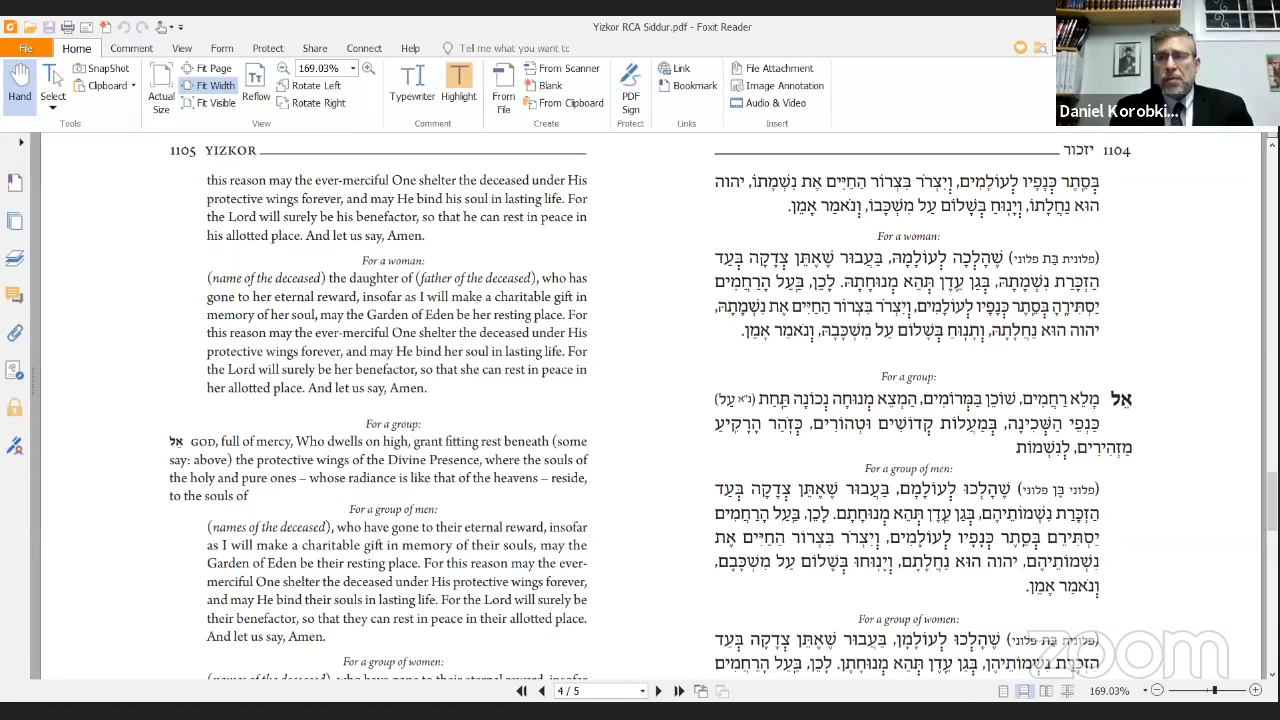 Yizkor RCA Siddur.pdf - Foxit Reader
File Home Comment View Form Protect Share Connect Help Tell me what you want to
Hand
Select
SnapShot
Clipboard
Tools
Actual Size
Fit Page
Fit Width
Fit Visible
Reflow
169.03%
Rotate Left
Rotate Right
View
Typewriter
Highlight
Comment
From File
From Scanner
Blank
From Clipboard
Create
PDF Sign
Protect
Link
Bookmark
Links
File Attachment
Image Annotation
Audio & Video
Insert
Daniel Korobki...
1105 YIZKOR
this reason may the ever-merciful One shelter the deceased under His
protective wings forever, and may He bind his soul in lasting life. For
the Lord will surely be his benefactor, so that he can rest in peace in
his allotted place. And let us say, Amen.
For a woman:
(name of the deceased) the daughter of (father of the deceased), who has
gone to her eternal reward, insofar as I will make a charitable gift in
memory of her soul, may the Garden of Eden be her resting place. For
this reason may the ever-merciful One shelter the deceased under His
protective wings forever, and may He bind her soul in lasting life. For
the Lord will surely be her benefactor, so that she can rest in peace in
her allotted place. And let us say, Amen.
For a group:
אֵל GOD, full of mercy, Who dwells on high, grant fitting rest beneath (some
say: above) the protective wings of the Divine Presence, where the souls of
the holy and pure ones – whose radiance is like that of the heavens – reside,
to the souls of
For a group of men:
(names of the deceased), who have gone to their eternal reward, insofar
as I will make a charitable gift in memory of their souls, may the
Garden of Eden be their resting place. For this reason may the ever-
merciful One shelter the deceased under His protective wings forever,
and may He bind their souls in lasting life. For the Lord will surely be
their benefactor, so that they can rest in peace in their allotted place.
And let us say, Amen.
For a group of women:
(names of the deceased), who have gone to their eternal reward, insofar
יזכור 1104
בְּסֵתֶר כְּנָפָיו לְעוֹלָמִים, וְיִצְרֹר בִּצְרוֹר הַחַיִּים אֶת נִשְׁמָתוֹ, יהוה
הוּא נַחֲלָתוֹ, וְיָנֽוּחַ בְּשָׁלוֹם עַל מִשְׁכָּבוֹ, וְנֹאמַר אָמֵן.
For a woman:
(פלונית בַּת פלוני) שֶׁהָלְכָה לְעוֹלָמָהּ, בַּעֲבוּר שֶׁאֶתֵּן צְדָקָה בְּעַד
הַזְכָּרַת נִשְׁמָתָהּ, בְּגַן עֵֽדֶן תְּהֵא מְנוּחָתָהּ. לָכֵן, בַּֽעַל הָרַחֲמִים
יַסְתִּירֶֽהָ בְּסֵֽתֶר כְּנָפָיו לְעוֹלָמִים, וְיִצְרֹר בִּצְרוֹר הַחַיִּים אֶת נִשְׁמָתָהּ,
יהוה הוּא נַחֲלָתָהּ, וְתָנֽוּחַ בְּשָׁלוֹם עַל מִשְׁכָּבָהּ, וְנֹאמַר אָמֵן.
For a group:
אֵל מָלֵא רַחֲמִים, שׁוֹכֵן בַּמְּרוֹמִים, הַמְצֵא מְנוּחָה נְכוֹנָה תַּֽחַת (נ״א עַל)
כַּנְפֵי הַשְּׁכִינָה, בְּמַעֲלוֹת קְדוֹשִׁים וּטְהוֹרִים, כְּזֹֽהַר הָרָקִֽיעַ
מַזְהִירִים, לְנִשְׁמוֹת
For a group of men:
(פלוני בֶּן פלוני) שֶׁהָלְכוּ לְעוֹלָמָם, בַּעֲבוּר שֶׁאֶתֵּן צְדָקָה בְּעַד
הַזְכָּרַת נִשְׁמוֹתֵיהֶם, בְּגַן עֵֽדֶן תְּהֵא מְנוּחָתָם. לָכֵן, בַּֽעַל הָרַחֲמִים
יַסְתִּירֵם בְּסֵֽתֶר כְּנָפָיו לְעוֹלָמִים, וְיִצְרֹר בִּצְרוֹר הַחַיִּים אֶת
נִשְׁמוֹתֵיהֶם, יהוה הוּא נַחֲלָתָם, וְיָנֽוּחוּ בְּשָׁלוֹם עַל מִשְׁכָּבָם,
וְנֹאמַר אָמֵן.
For a group of women:
(פלונית בַּת פלוני) שֶׁהָלְכוּ לְעוֹלָמָן, בַּעֲבוּר שֶׁאֶתֵּן צְדָקָה בְּעַד
הַזְכָּרַת נִשְׁמוֹתֵיהֶן, בְּגַן עֵֽדֶן תְּהֵא מְנוּחָתָן. לָכֵן, בַּֽעַל הָרַחֲמִים
zoom
4 / 5
169.03%